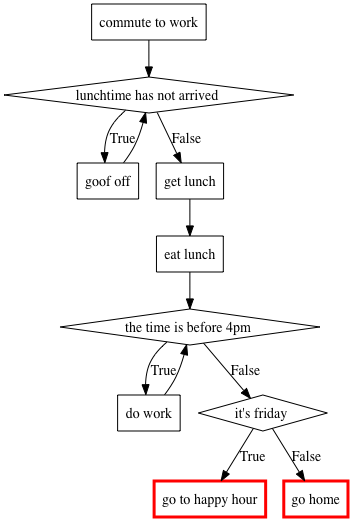 commute to work
lunchtime has not arrived
True
False
goof off
get lunch
eat lunch
the time is before 4pm
True
False
do work
it's friday
True
False
go to happy hour
go home